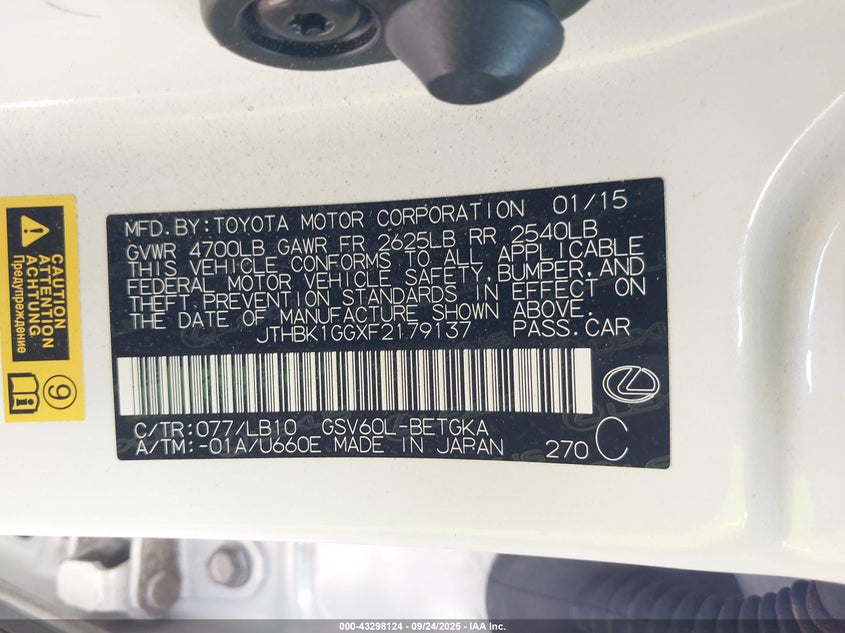 MFD.BY:TOYOTA MOTOR CORPORATION 01/15
GVWR 4700LB GAWR FR 2625LB RR 2540LB
THIS VEHICLE CONFORMS TO ALL APPLICABLE
FEDERAL MOTOR VEHICLE SAFETY,BUMPER,AND
THEFT PREVENTION STANDARDS IN EFFECT ON
THE DATE OF MANUFACTURE SHOWN ABOVE.
JTHBK1GGXF2179137 PASS.CAR
C/TR:077/LB10 GSV60L-BETGKA
A/TM:-01A/U660E MADE IN JAPAN 270 C
CAUTION
ATTENTION
ACHTUNG
Предупреждение
9
000-43298124 - 09/24/2025 - IAA Inc.